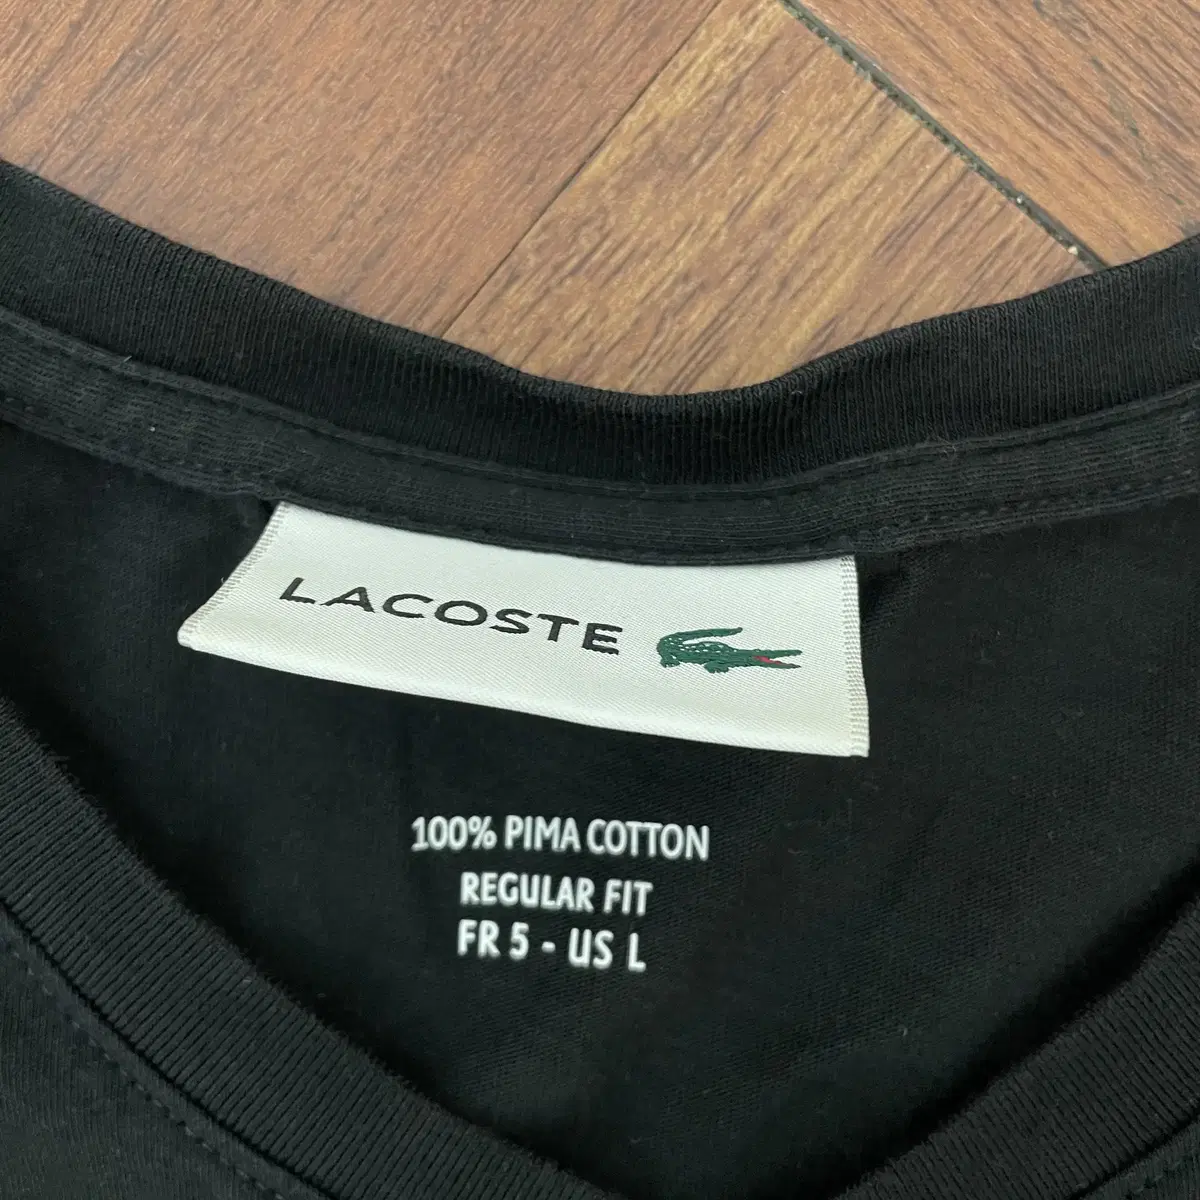 LACOSTE
100% PIMA COTTON
REGULAR FIT
FR 5 - US L